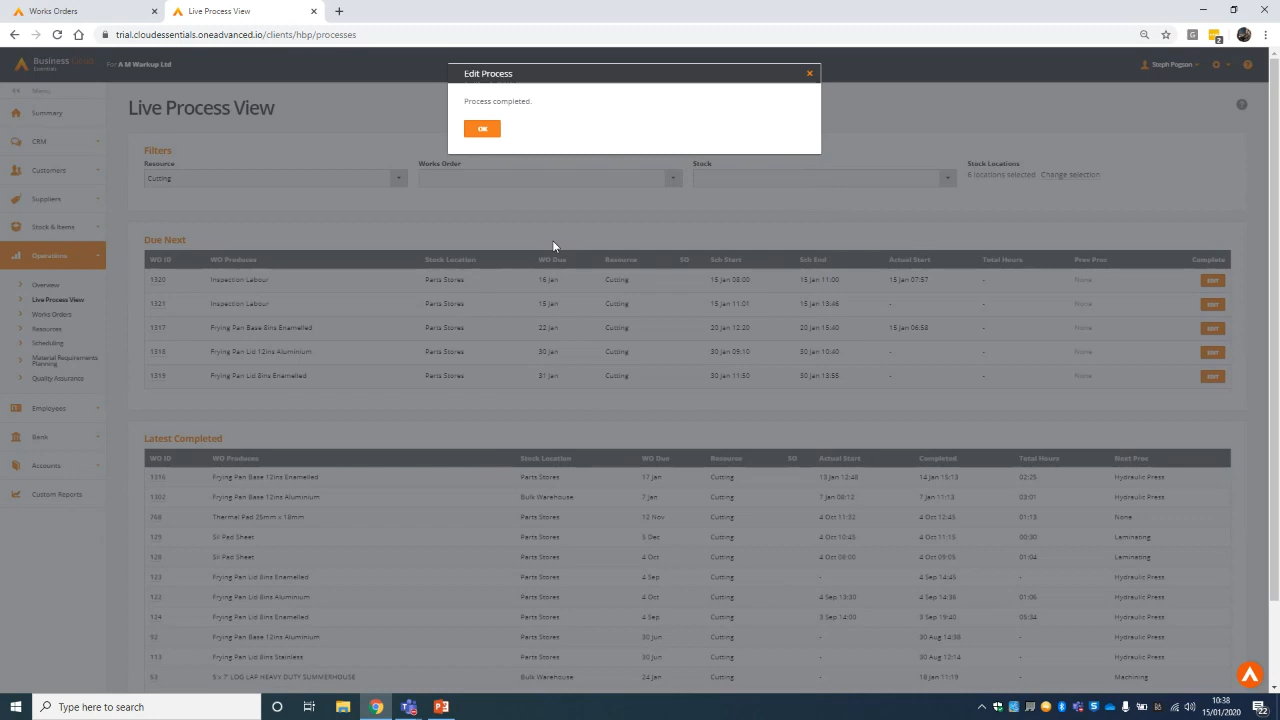 Works Orders
Live Process View
trial.cloudessentials.oneadvanced.io/clients/hbp/processes
Business Cloud
Essentials
For A M Warkup Ltd
Steph Pogson
Menu
Summary
CRM
Customers
Suppliers
Stock & Items
Operations
Overview
Live Process View
Works Orders
Resources
Scheduling
Material Requirements
Planning
Quality Assurance
Employees
Bank
Accounts
Custom Reports
Edit Process
Process completed.
OK
Live Process View
Filters
Resource Works Order Stock Stock Locations
Cutting 6 locations selected Change selection
Due Next
WO ID WO Produces Stock Location WO Due Resource SO Sch Start Sch End Actual Start Total Hours Prev Proc Complete
1320 Inspection Labour Parts Stores 16 Jan Cutting 15 Jan 08:00 15 Jan 11:00 15 Jan 07:57 - None EDIT
1321 Inspection Labour Parts Stores 15 Jan Cutting 15 Jan 11:01 15 Jan 13:46 - - None EDIT
1317 Frying Pan Base 8ins Enamelled Parts Stores 22 Jan Cutting 20 Jan 12:20 20 Jan 15:40 15 Jan 06:58 - None EDIT
1318 Frying Pan Lid 12ins Aluminium Parts Stores 30 Jan Cutting 30 Jan 09:10 30 Jan 10:40 - - None EDIT
1319 Frying Pan Lid 8ins Enamelled Parts Stores 31 Jan Cutting 30 Jan 11:50 30 Jan 13:55 - - None EDIT
Latest Completed
WO ID WO Produces Stock Location WO Due Resource SO Actual Start Completed Total Hours Next Proc
1316 Frying Pan Base 12ins Enamelled Parts Stores 17 Jan Cutting 13 Jan 12:48 14 Jan 15:13 02:25 Hydraulic Press
1302 Frying Pan Base 12ins Aluminium Bulk Warehouse 7 Jan Cutting 7 Jan 08:12 7 Jan 11:13 03:01 Hydraulic Press
768 Thermal Pad 25mm x 18mm Parts Stores 12 Nov Cutting 4 Oct 11:32 4 Oct 12:45 01:13 None
129 Sil Pad Sheet Parts Stores 5 Dec Cutting 4 Oct 10:45 4 Oct 11:15 00:30 Laminating
128 Sil Pad Sheet Parts Stores 4 Oct Cutting 4 Oct 08:00 4 Oct 09:05 01:04 Laminating
123 Frying Pan Lid 8ins Enamelled Parts Stores 4 Sep Cutting - 4 Sep 14:45 - Hydraulic Press
122 Frying Pan Lid 8ins Aluminium Parts Stores 4 Oct Cutting 4 Sep 13:30 4 Sep 14:36 01:06 Hydraulic Press
124 Frying Pan Lid 8ins Enamelled Parts Stores 4 Sep Cutting 3 Sep 14:00 3 Sep 19:40 05:34 Hydraulic Press
92 Frying Pan Base 12ins Aluminium Parts Stores 30 Jun Cutting - 30 Aug 14:38 - Hydraulic Press
113 Frying Pan Lid 8ins Stainless Parts Stores 30 Jun Cutting - 30 Aug 12:14 - Hydraulic Press
53 5 x 7' LOG LAP HEAVY DUTY SUMMERHOUSE Bulk Warehouse 24 Jan Cutting - 18 Jan 11:19 - Machining
Type here to search
10:38
15/01/2020
22